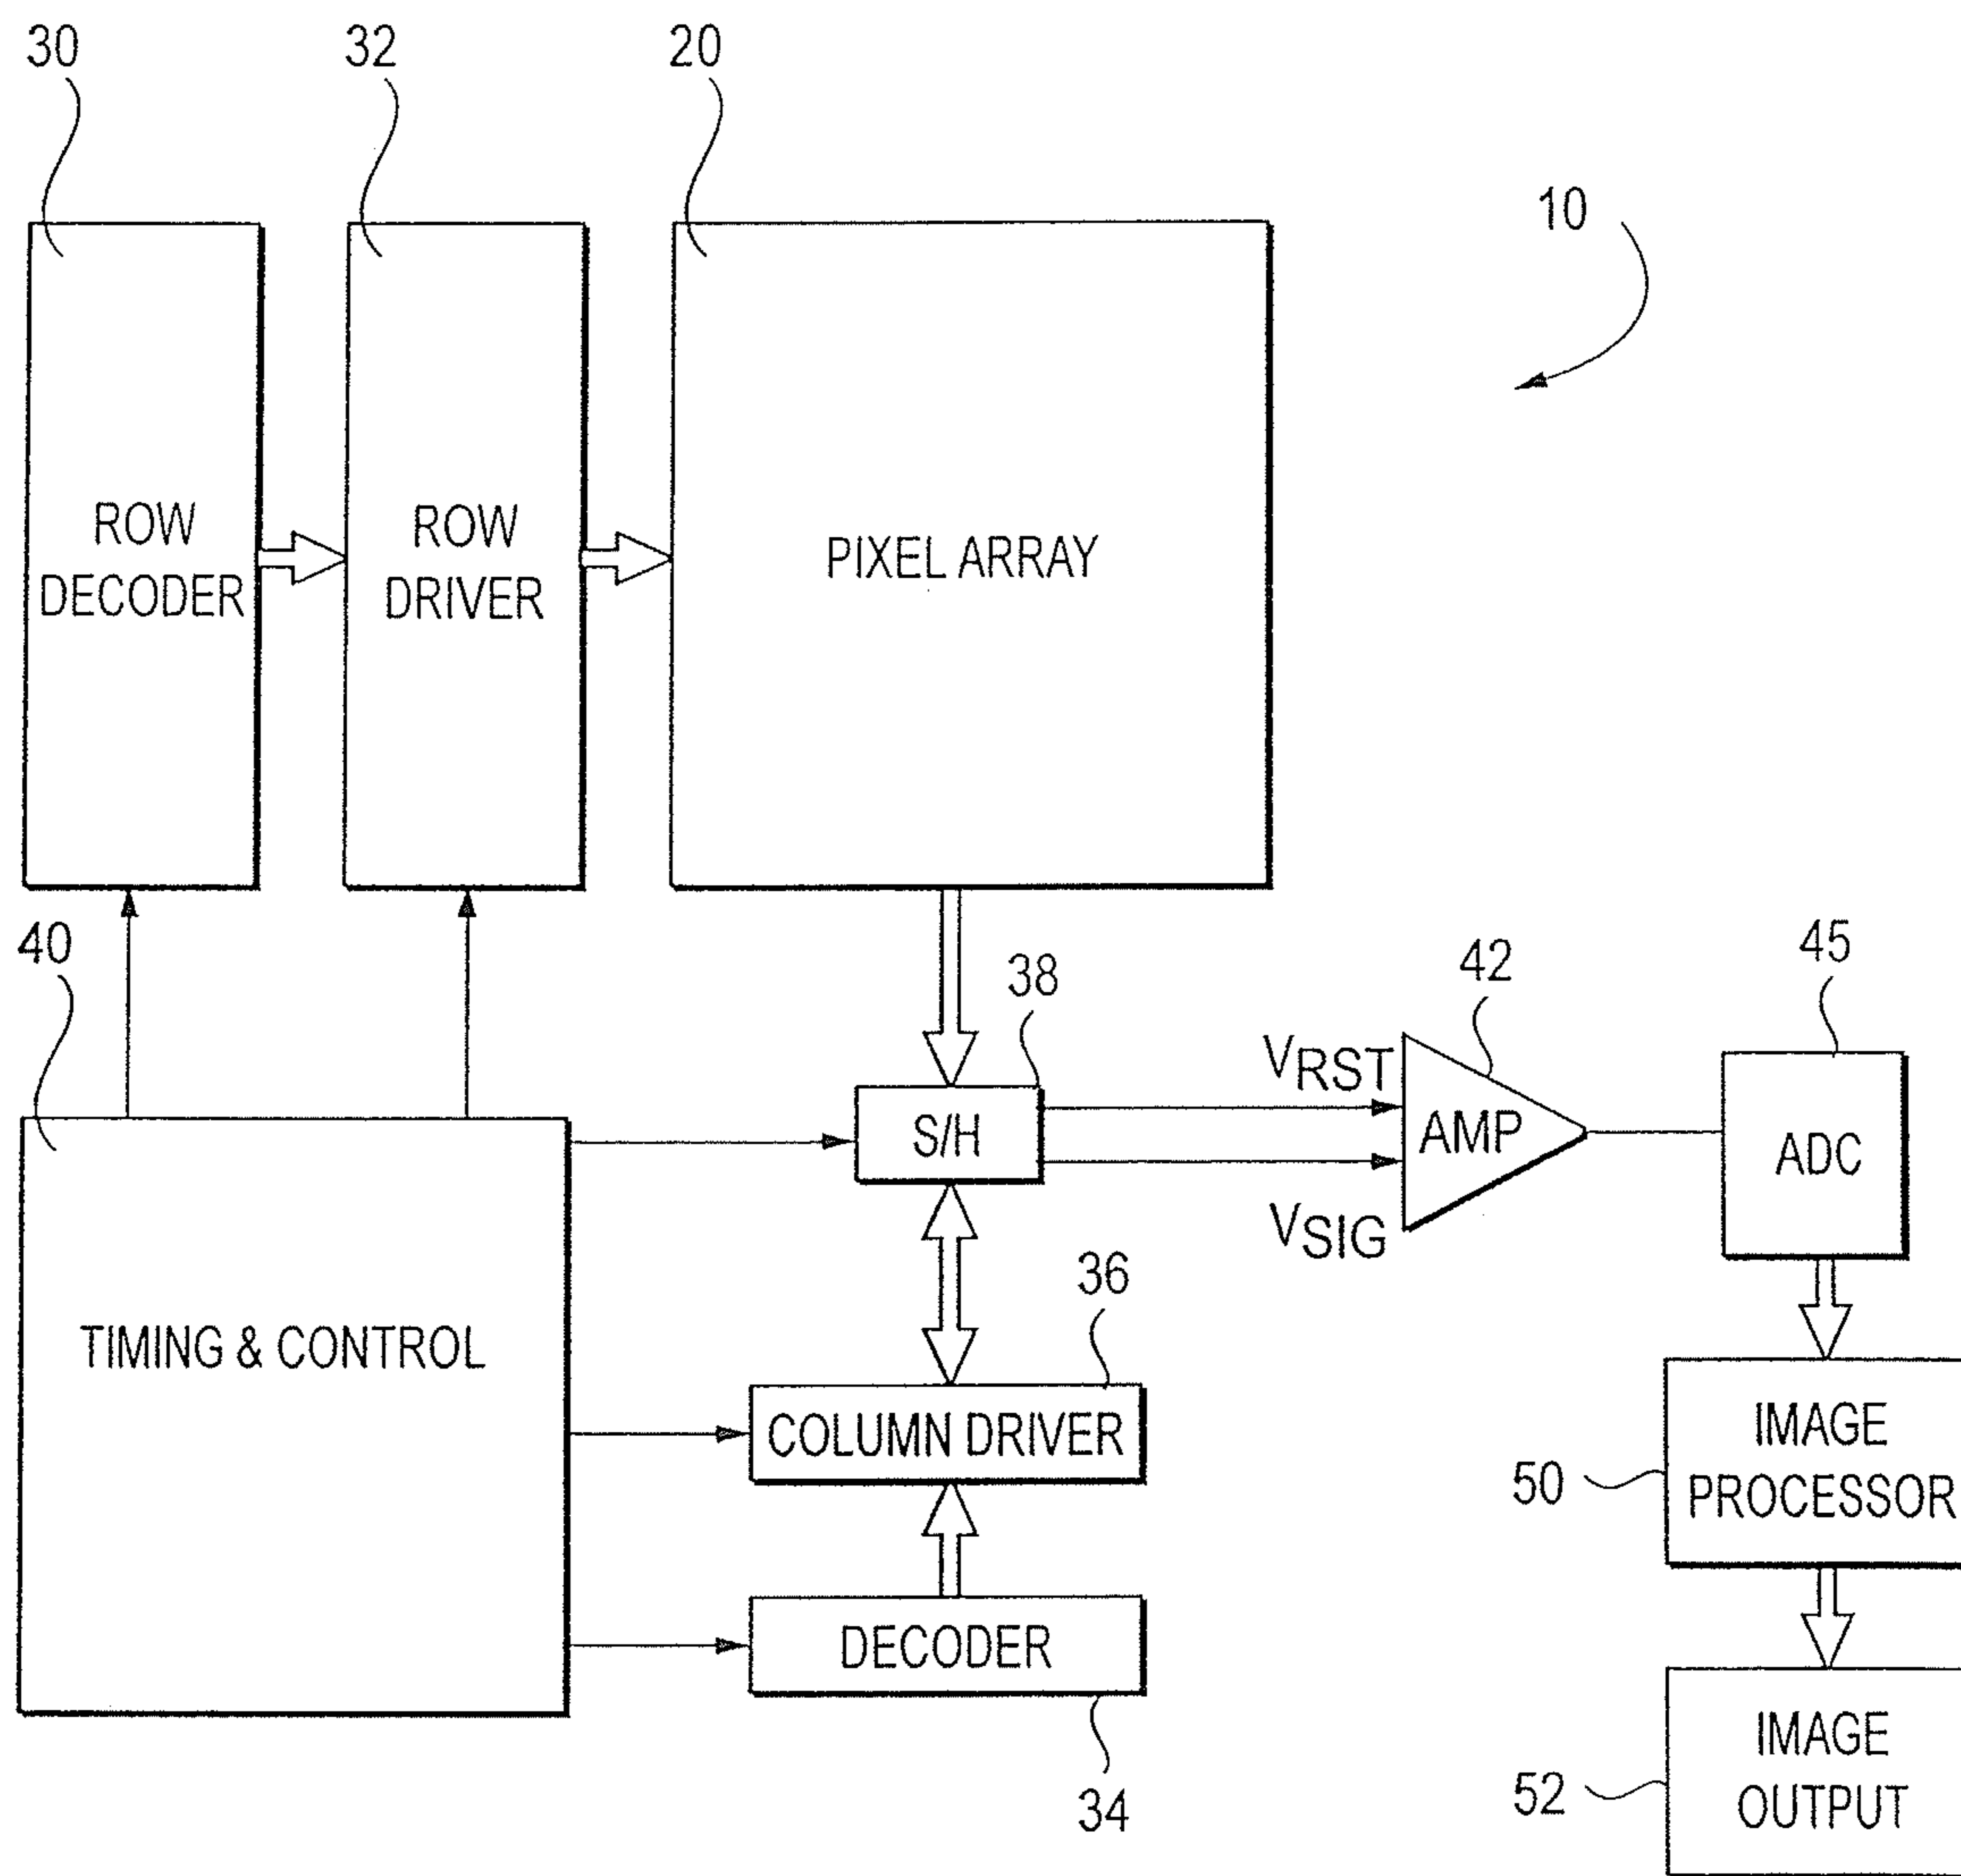 30
32
20
10
ROW
DECODER
ROW
DRIVER
PIXEL ARRAY
40
38
42
45
VRST
S/H
AMP
ADC
VSIG
36
TIMING & CONTROL
COLUMN DRIVER
IMAGE
PROCESSOR
50
DECODER
34
IMAGE
OUTPUT
52